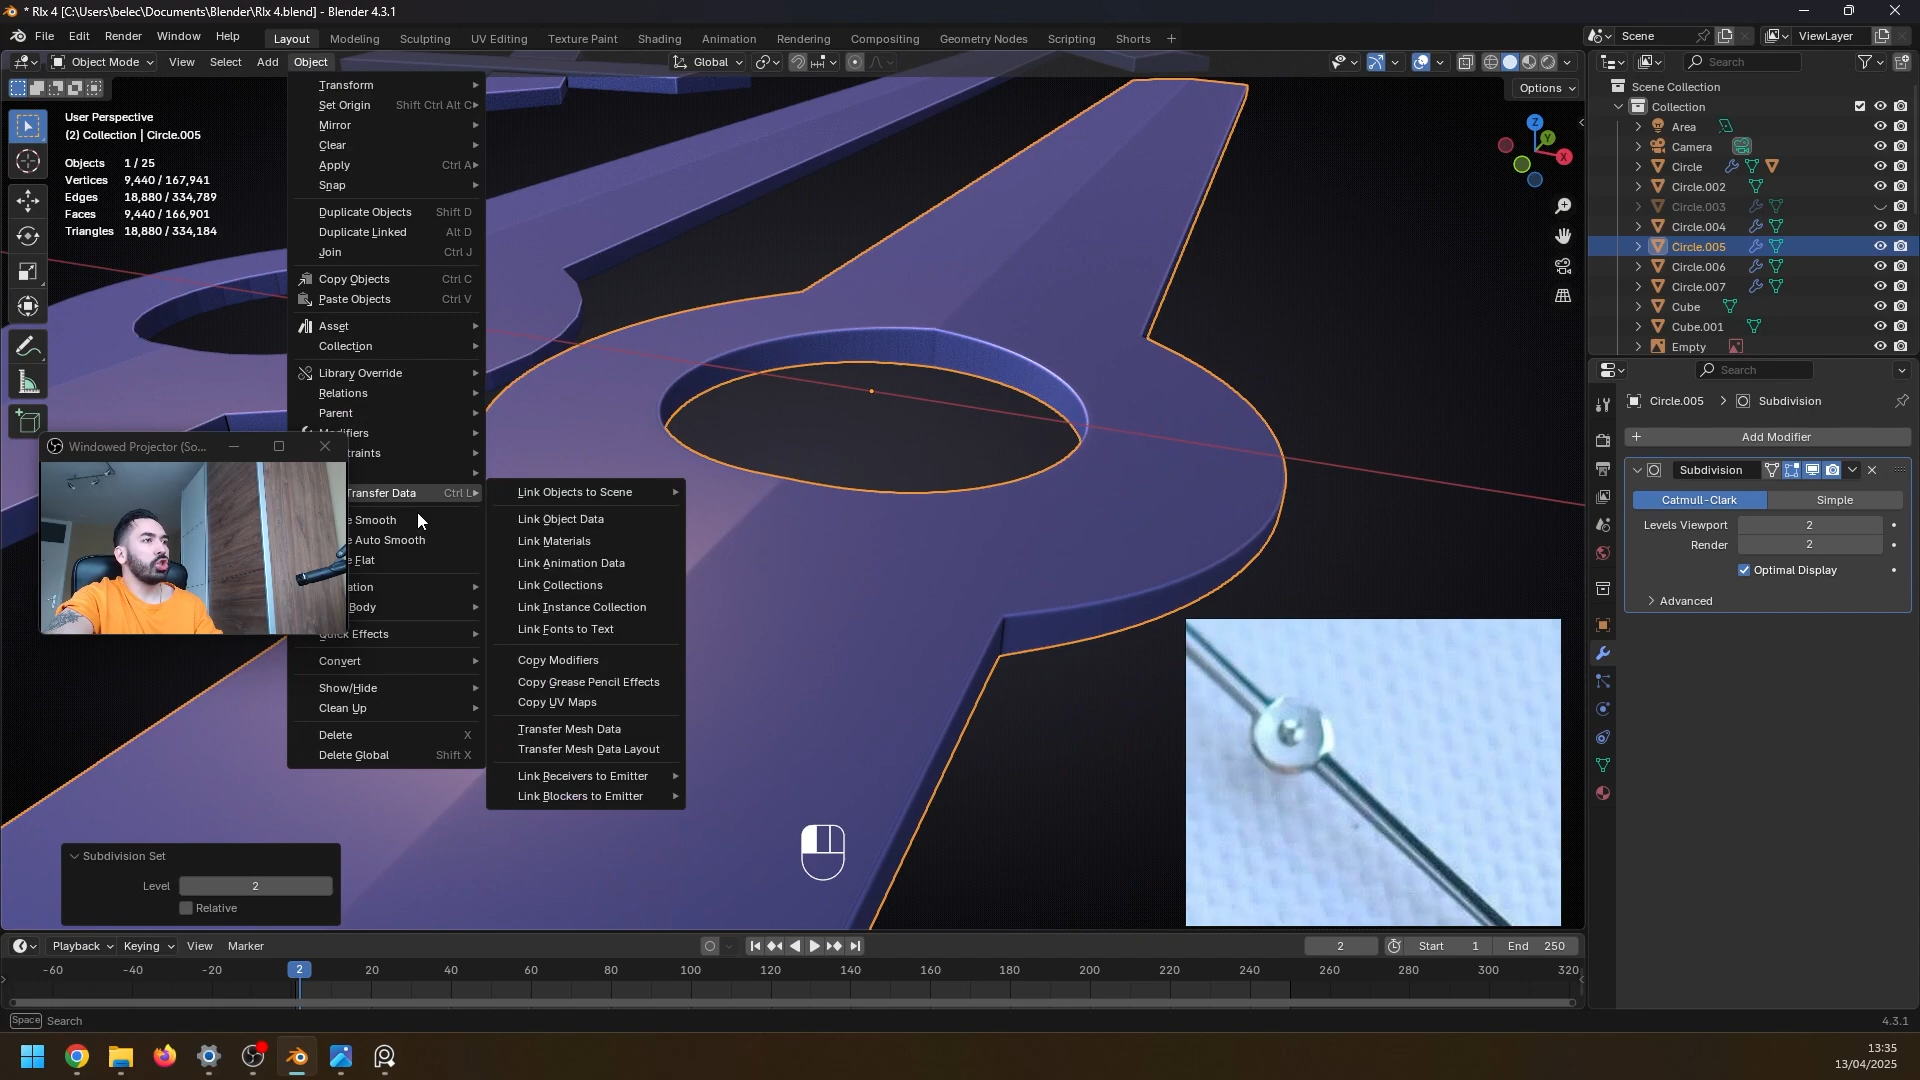 * Rlx 4 [C:\Users\belec\Documents\Blender\Rlx 4.blend] - Blender 4.3.1
File Edit Render Window Help
Layout Modeling Sculpting UV Editing Texture Paint Shading Animation Rendering Compositing Geometry Nodes Scripting Shorts +
Scene
ViewLayer
Object Mode View Select Add Object
Global
Search
Options
User Perspective
(2) Collection | Circle.005
Objects 1 / 25
Vertices 9,440 / 167,941
Edges 18,880 / 334,789
Faces 9,440 / 166,901
Triangles 18,880 / 334,184
Transform
Set Origin Shift Ctrl Alt C
Mirror
Clear
Apply Ctrl A
Snap
Duplicate Objects Shift D
Duplicate Linked Alt D
Join Ctrl J
Copy Objects Ctrl C
Paste Objects Ctrl V
Asset
Collection
Library Override
Relations
Parent
ifiers
traints
Transfer Data Ctrl L
e Smooth
e Auto Smooth
e Flat
ation
Body
Quick Effects
Convert
Show/Hide
Clean Up
Delete X
Delete Global Shift X
Link Objects to Scene
Link Object Data
Link Materials
Link Animation Data
Link Collections
Link Instance Collection
Link Fonts to Text
Copy Modifiers
Copy Grease Pencil Effects
Copy UV Maps
Transfer Mesh Data
Transfer Mesh Data Layout
Link Receivers to Emitter
Link Blockers to Emitter
Windowed Projector (So...
Z
Y
X
Scene Collection
Collection
Area
Camera
Circle
Circle.002
Circle.003
Circle.004
Circle.005
Circle.006
Circle.007
Cube
Cube.001
Empty
Search
Circle.005 > Subdivision
+ Add Modifier
Subdivision
Catmull-Clark Simple
Levels Viewport 2
Render 2
Optimal Display
Advanced
Subdivision Set
Level 2
Relative
Playback Keying View Marker
2
Start 1
End 250
-60 -40 -20 2 20 40 60 80 100 120 140 160 180 200 220 240 260 280 300 320
Space Search
4.3.1
13:35
13/04/2025